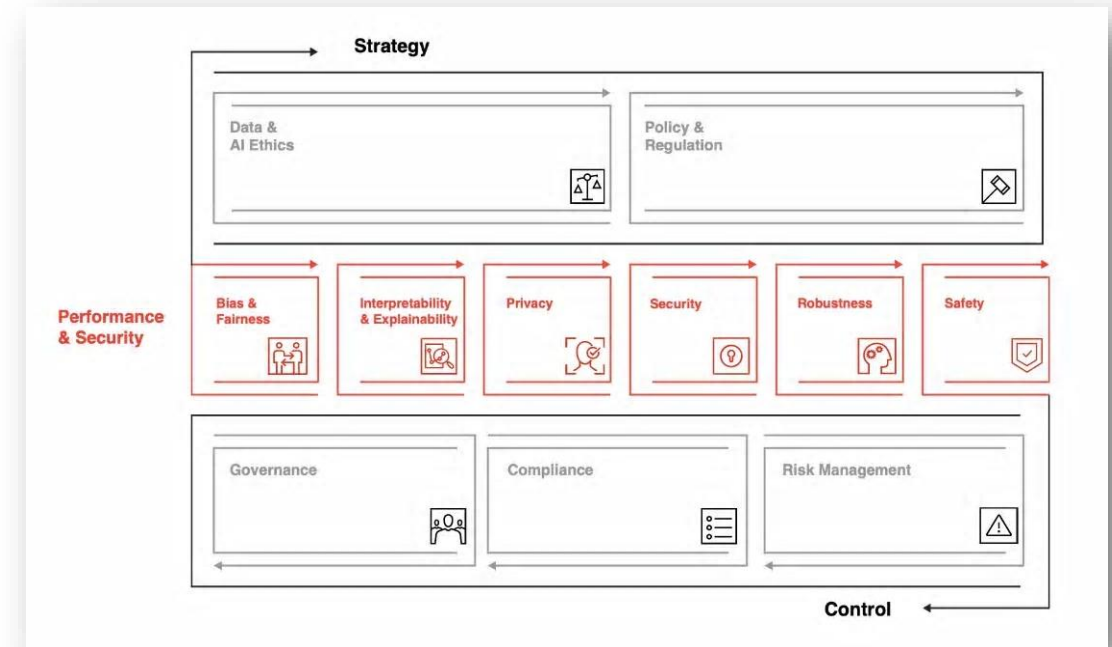 Strategy
Data &
AI Ethics
Policy &
Regulation
Performance
& Security
Bias &
Fairness
Interpretability
& Explainability
Privacy
Security
Robustness
Safety
Governance
Compliance
Risk Management
Control